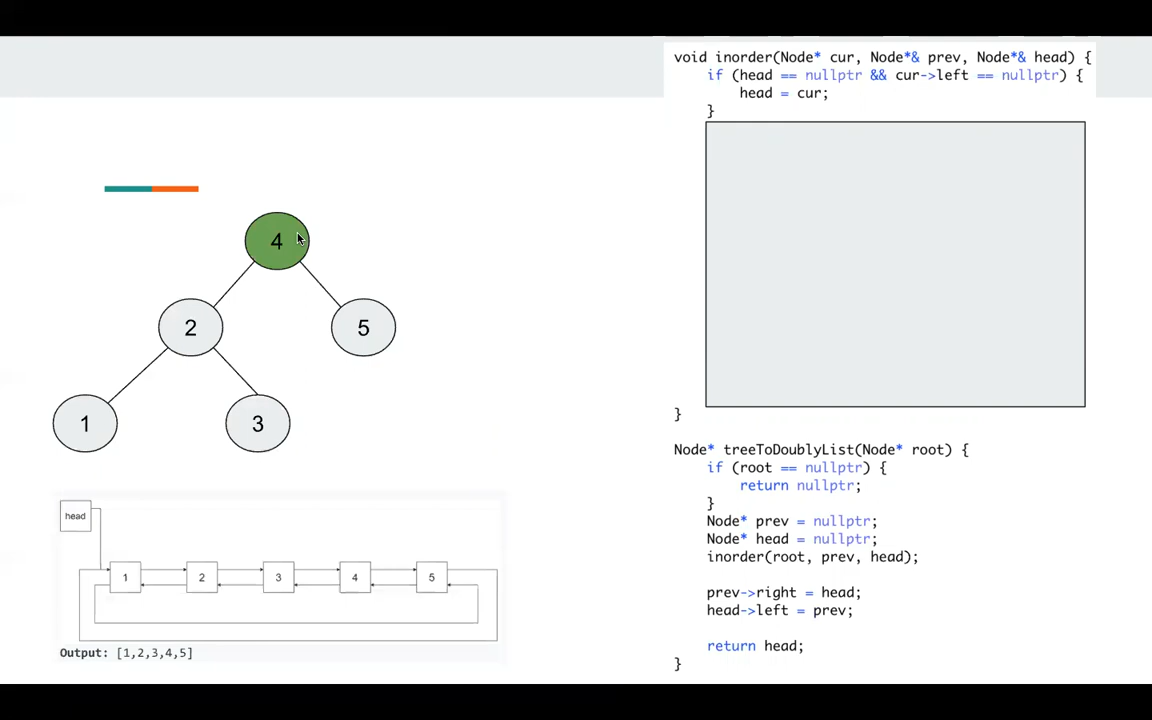 void inorder(Node* cur, Node*& prev, Node*& head) {
if (head == nullptr && cur->left == nullptr) {
head = cur;
}
}
4
2
5
1
3
Node* treeToDoublyList(Node* root) {
if (root == nullptr) {
return nullptr;
}
Node* prev = nullptr;
Node* head = nullptr;
inorder(root, prev, head);
prev->right = head;
head->left = prev;
return head;
}
head
1 2 3 4 5
Output: [1,2,3,4,5]